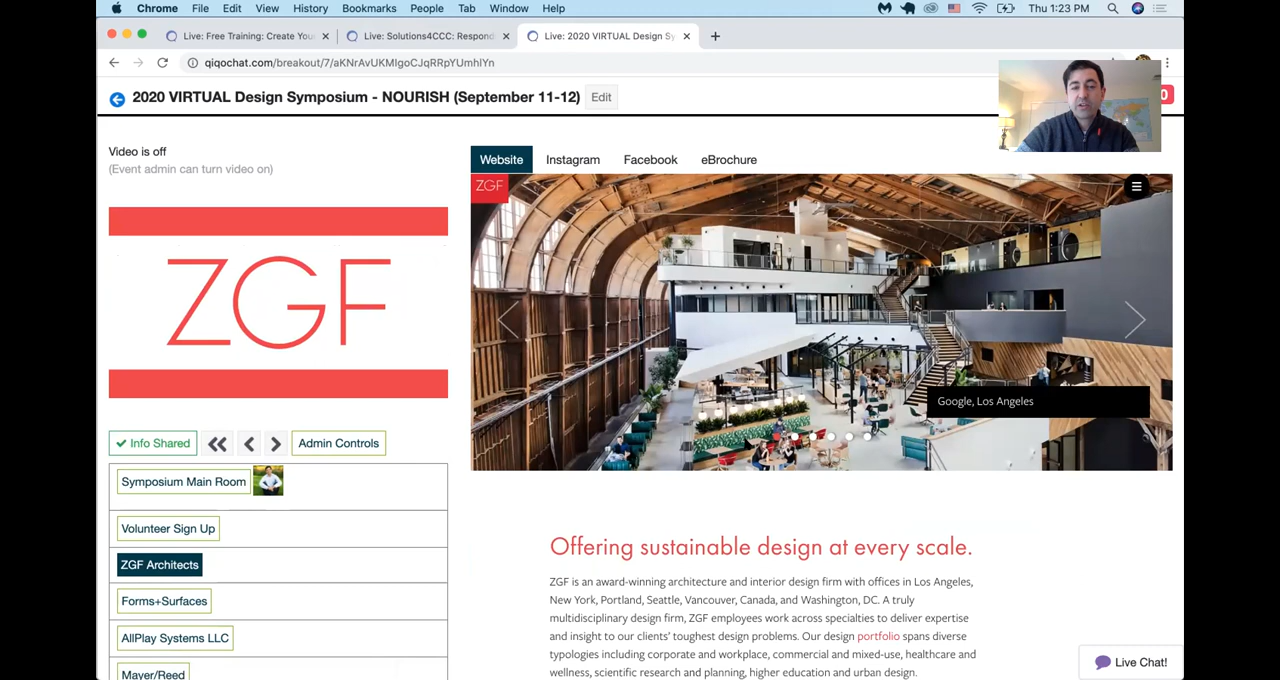 Chrome File Edit View History Bookmarks People Tab Window Help Thu 1:23 PM
Live: Free Training: Create You
Live: Solutions4CCC: Respond
Live: 2020 VIRTUAL Design Sy
qiqochat.com/breakout/7/aKNrAvUKMIgoCJqRRpYUmhlYn
2020 VIRTUAL Design Symposium - NOURISH (September 11-12) Edit
0
Video is off
(Event admin can turn video on)
Website Instagram Facebook eBrochure
ZGF
ZGF
Google, Los Angeles
Info Shared
Admin Controls
Symposium Main Room
Volunteer Sign Up
ZGF Architects
Forms+Surfaces
AllPlay Systems LLC
Mayer/Reed
Offering sustainable design at every scale.
ZGF is an award-winning architecture and interior design firm with offices in Los Angeles,
New York, Portland, Seattle, Vancouver, Canada, and Washington, DC. A truly
multidisciplinary design firm, ZGF employees work across specialties to deliver expertise
and insight to our clients' toughest design problems. Our design portfolio spans diverse
typologies including corporate and workplace, commercial and mixed-use, healthcare and
wellness, scientific research and planning, higher education and urban design.
Live Chat!